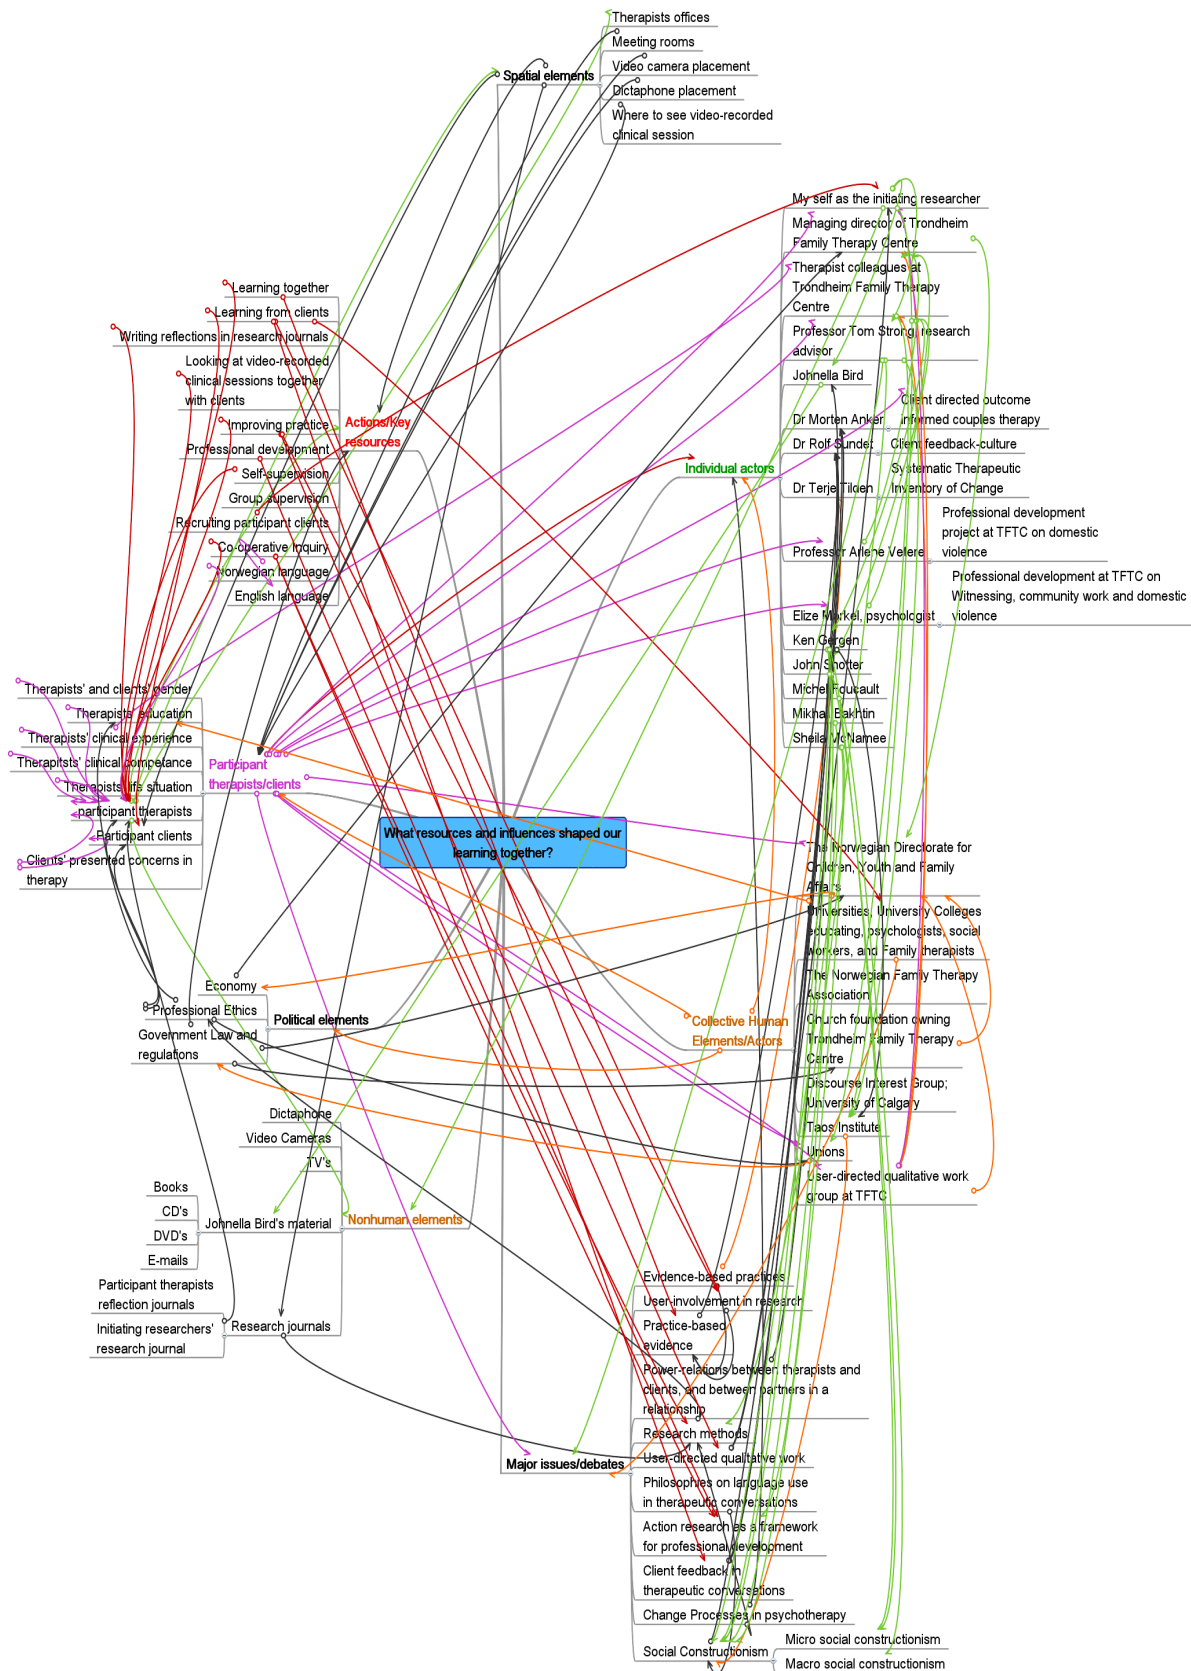 Therapists offices
Meeting rooms
Video camera placement
Spatial elements
Dictaphone placement
Where to see video-recorded
clinical session
My self as the initiating researcher
Managing director of Trondheim
Family Therapy Centre
Therapist colleagues at
Trondheim Family Therapy
Centre
Professor Tom Strong, research
advisor
Johnella Bird
Client directed outcome
Dr Morten Anker
informed couples therapy
Dr Rolf Sundet
Client feedback-culture
Individual actors
Systematic Therapeutic
Dr Terje Tilden
Inventory of Change
Professional development
project at TFTC on domestic
Professor Arlene Vetere
violence
Professional development at TFTC on
Witnessing, community work and domestic
Elize Morkel, psychologist
violence
Ken Gergen
John Shotter
Michel Foucault
Mikhail Bakhtin
Sheila McNamee
Learning together
Learning from clients
Writing reflections in research journals
Looking at video-recorded
clinical sessions together
with clients
Actions/Key
resources
Improving practice
Professional development
Self-supervision
Group supervision
Recruiting participant clients
Co-operative Inquiry
Norwegian language
English language
Therapists' and clients' gender
Therapists' education
Therapists' clinical experience
Therapitsts' clinical competance
Participant
therapists/clients
Therapists' life situation
participant therapists
Participant clients
Clients' presented concerns in
therapy
What resources and influences shaped our
learning together?
The Norwegian Directorate for
Children, Youth and Family
Affairs
Universities, University Colleges
educating, psychologists, social
workers, and Family therapists
The Norwegian Family Therapy
Association
Collective Human
Elements/Actors
Church foundation owning
Trondheim Family Therapy
Centre
Discourse Interest Group;
University of Calgary
Taos Institute
Unions
User-directed qualitative work
group at TFTC
Economy
Professional Ethics
Political elements
Government Law and
regulations
Dictaphone
Video Cameras
TV's
Books
CD's
Johnella Bird's material
Nonhuman elements
DVD's
E-mails
Participant therapists
reflection journals
Research journals
Initiating researchers'
research journal
Evidence-based practices
User-involvement in research
Practice-based
evidence
Power-relations between therapists and
clients, and between partners in a
relationship
Research methods
Major issues/debates
User-directed qualitative work
Philosophies on language use
in therapeutic conversations
Action research as a framework
for professional development
Client feedback in
therapeutic conversations
Change Processes in psychotherapy
Social Constructionism
Micro social constructionism
Macro social constructionism